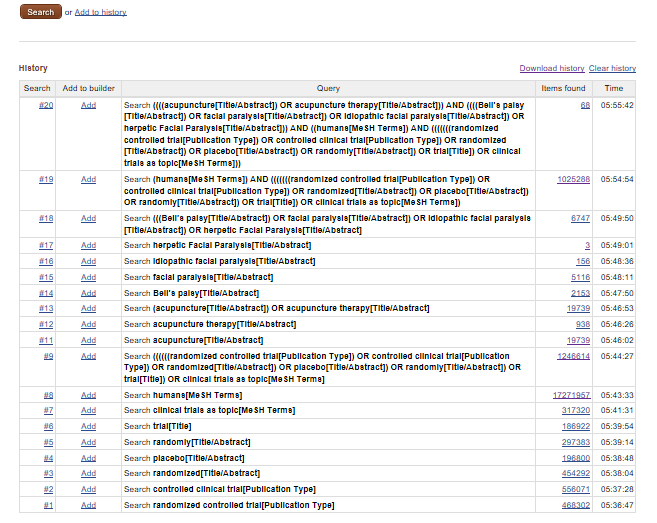 Search or Add to history
History Download history Clear history
Search Add to builder Query Items found Time
#20 Add Search ((((acupuncture[Title/Abstract]) OR acupuncture therapy[Title/Abstract])) AND ((((Bell's palsy 68 05:55:42
[Title/Abstract]) OR facial paralysis[Title/Abstract]) OR idiopathic facial paralysis[Title/Abstract]) OR
herpetic Facial Paralysis[Title/Abstract])) AND ((humans[MeSH Terms]) AND (((((((randomized
controlled trial[Publication Type]) OR controlled clinical trial[Publication Type]) OR randomized
[Title/Abstract]) OR placebo[Title/Abstract]) OR randomly[Title/Abstract]) OR trial[Title]) OR clinical
trials as topic[MeSH Terms]))
#19 Add Search (humans[MeSH Terms]) AND (((((((randomized controlled trial[Publication Type]) OR 1025288 05:54:54
controlled clinical trial[Publication Type]) OR randomized[Title/Abstract]) OR placebo[Title/Abstract])
OR randomly[Title/Abstract]) OR trial[Title]) OR clinical trials as topic[MeSH Terms])
#18 Add Search (((Bell's palsy[Title/Abstract]) OR facial paralysis[Title/Abstract]) OR idiopathic facial paralysis 6747 05:49:50
[Title/Abstract]) OR herpetic Facial Paralysis[Title/Abstract]
#17 Add Search herpetic Facial Paralysis[Title/Abstract] 3 05:49:01
#16 Add Search idiopathic facial paralysis[Title/Abstract] 156 05:48:36
#15 Add Search facial paralysis[Title/Abstract] 5116 05:48:11
#14 Add Search Bell's palsy[Title/Abstract] 2153 05:47:50
#13 Add Search (acupuncture[Title/Abstract]) OR acupuncture therapy[Title/Abstract] 19739 05:46:53
#12 Add Search acupuncture therapy[Title/Abstract] 938 05:46:26
#11 Add Search acupuncture[Title/Abstract] 19739 05:46:02
#9 Add Search ((((((randomized controlled trial[Publication Type]) OR controlled clinical trial[Publication 1246614 05:44:27
Type]) OR randomized[Title/Abstract]) OR placebo[Title/Abstract]) OR randomly[Title/Abstract]) OR
trial[Title]) OR clinical trials as topic[MeSH Terms]
#8 Add Search humans[MeSH Terms] 17271957 05:43:33
#7 Add Search clinical trials as topic[MeSH Terms] 317320 05:41:31
#6 Add Search trial[Title] 186922 05:39:54
#5 Add Search randomly[Title/Abstract] 297383 05:39:14
#4 Add Search placebo[Title/Abstract] 196800 05:38:48
#3 Add Search randomized[Title/Abstract] 454292 05:38:04
#2 Add Search controlled clinical trial[Publication Type] 556071 05:37:28
#1 Add Search randomized controlled trial[Publication Type] 468302 05:36:47